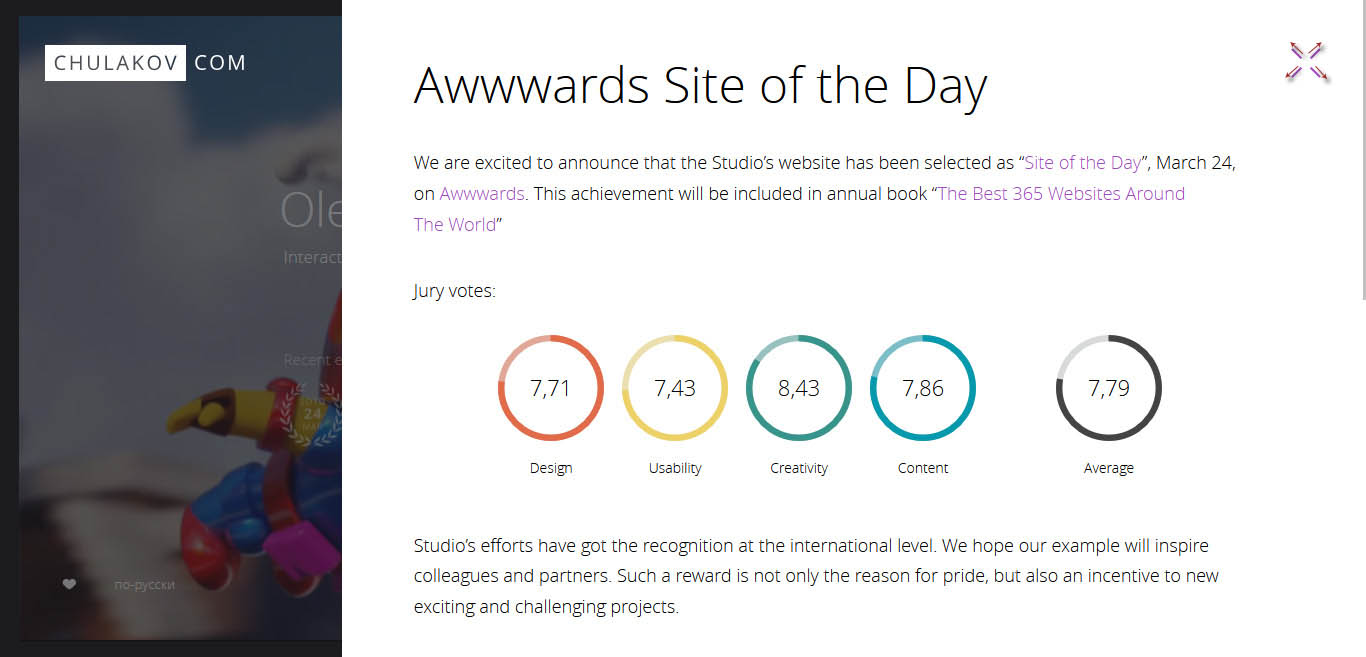 CHULAKOV COM
Awwwards Site of the Day
We are excited to announce that the Studio’s website has been selected as “Site of the Day”, March 24,
on Awwwards. This achievement will be included in annual book “The Best 365 Websites Around
The World”
Jury votes:
7,71 7,43 8,43 7,86 7,79
Design Usability Creativity Content Average
Studio’s efforts have got the recognition at the international level. We hope our example will inspire
colleagues and partners. Such a reward is not only the reason for pride, but also an incentive to new
exciting and challenging projects.
Ole
Interact
Recent e
24
по-русски